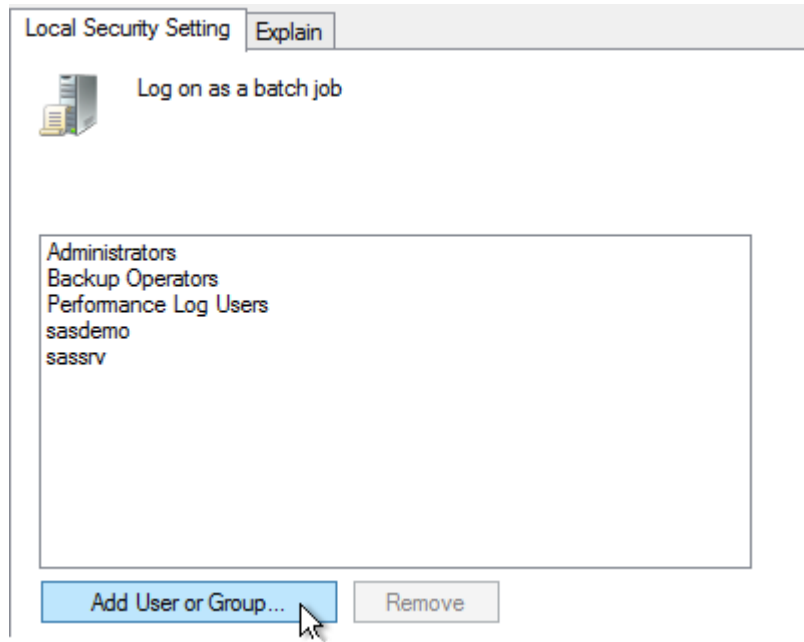 Local Security Setting Explain
Log on as a batch job
Administrators
Backup Operators
Performance Log Users
sasdemo
sassrv
Add User or Group... Remove